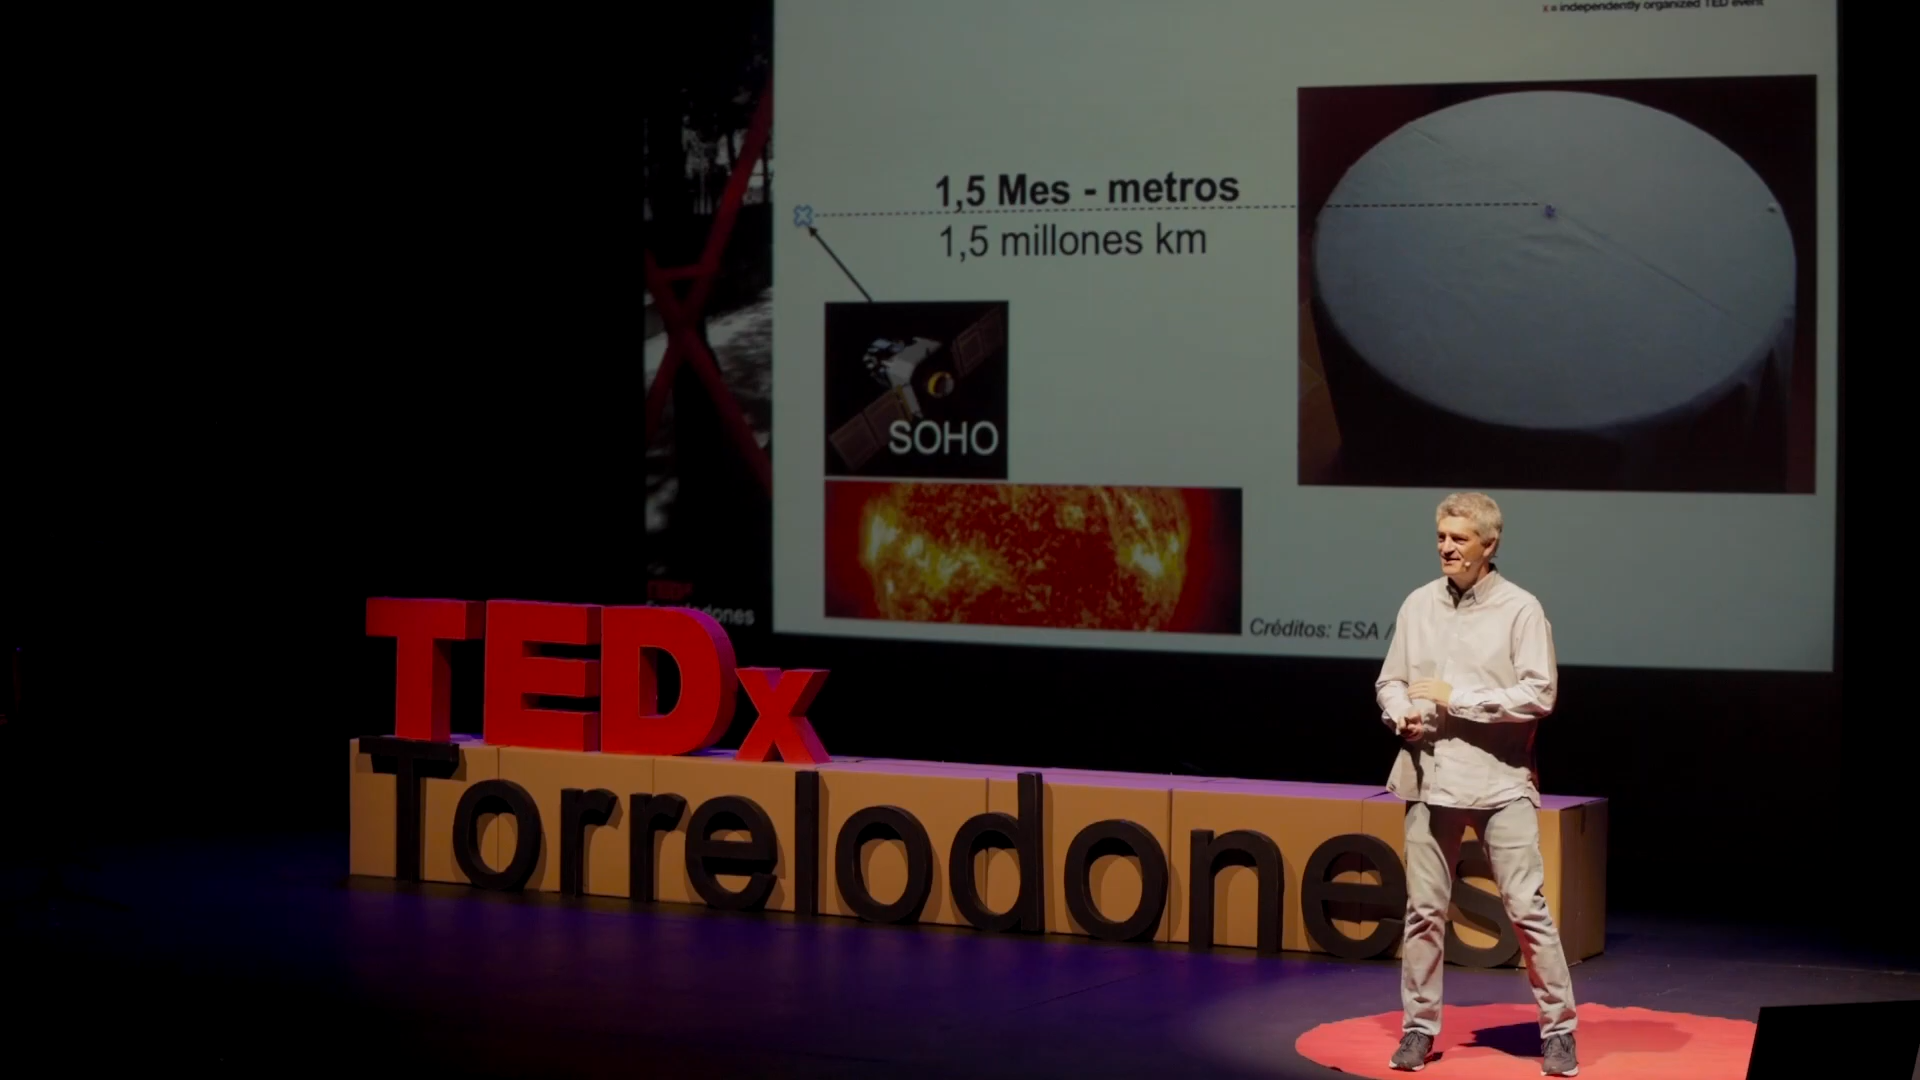 x = independently organized TED event
1,5 Mes - metros
1,5 millones km
SOHO
Créditos: ESA /
TEDx
Torrelodones